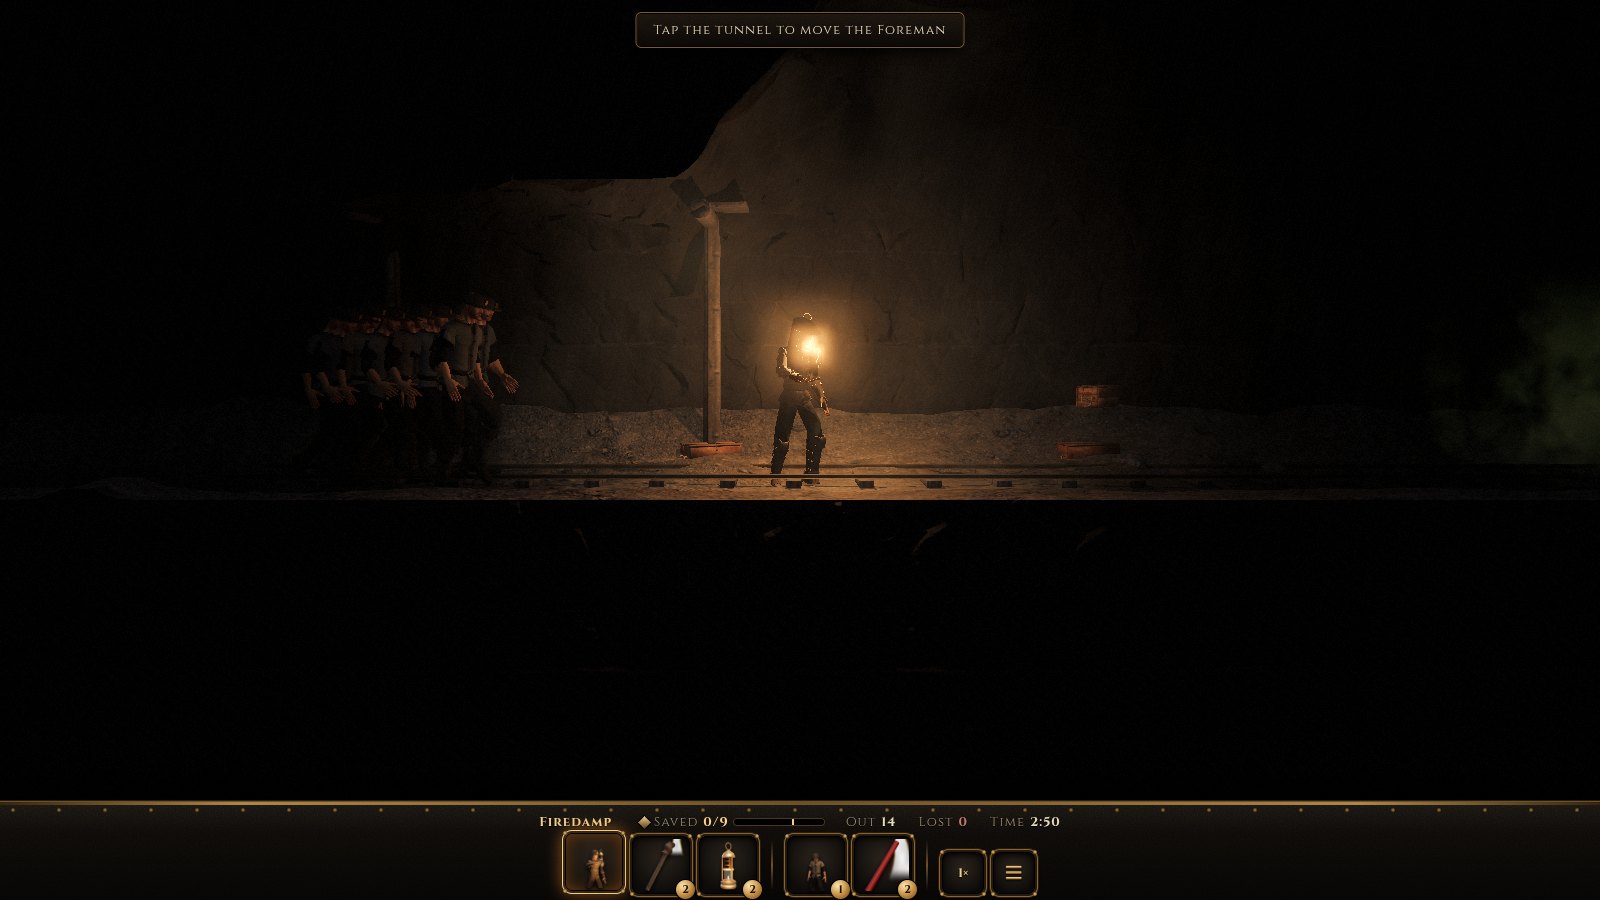 Tap the tunnel to move the Foreman
Firedamp Saved 0/9 Out 14 Lost 0 Time 2:50
2 2 1 2 1×